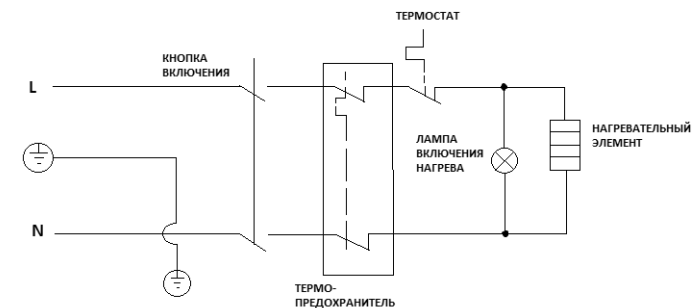 ТЕРМОСТАТ
КНОПКА
ВКЛЮЧЕНИЯ
L
ЛАМПА
ВКЛЮЧЕНИЯ
НАГРЕВА
НАГРЕВАТЕЛЬНЫЙ
ЭЛЕМЕНТ
N
ТЕРМО-
ПРЕДОХРАНИТЕЛЬ